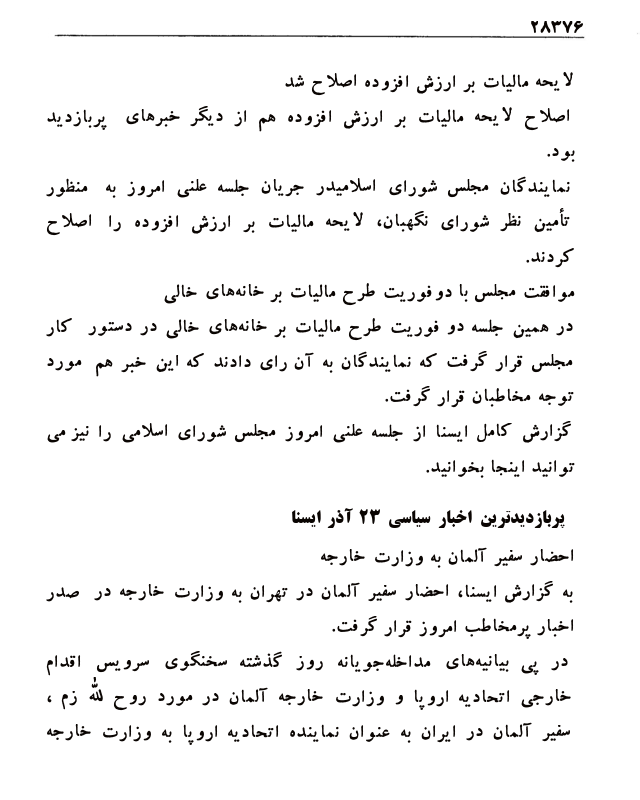 ۲۸۳۷۶
لایحه مالیات بر ارزش افزوده اصلاح شد
اصلاح لایحه مالیات بر ارزش افزوده هم از دیگر خبرهای پربازدید
بود.
نمایندگان مجلس شورای اسلامیدر جریان جلسه علنی امروز به منظور
تأمین نظر شورای نگهبان، لایحه مالیات بر ارزش افزوده را اصلاح
کردند.
موافقت مجلس با دوفوریت طرح مالیات بر خانه‌های خالی
در همین جلسه دو فوریت طرح مالیات بر خانه‌های خالی در دستور کار
مجلس قرار گرفت که نمایندگان به آن رای دادند که این خبر هم مورد
توجه مخاطبان قرار گرفت.
گزارش کامل ایسنا از جلسه علنی امروز مجلس شورای اسلامی را نیز می
توانید اینجا بخوانید.
پربازدیدترین اخبار سیاسی ۲۳ آذر ایسنا
احضار سفیر آلمان به وزارت خارجه
به گزارش ایسنا، احضار سفیر آلمان در تهران به وزارت خارجه در صدر
اخبار پرمخاطب امروز قرار گرفت.
در پی بیانیه‌های مداخله‌جویانه روز گذشته سخنگوی سرویس اقدام
خارجی اتحادیه اروپا و وزارت خارجه آلمان در مورد روح لله زم ،
سفیر آلمان در ایران به عنوان نماینده اتحادیه اروپا به وزارت خارجه